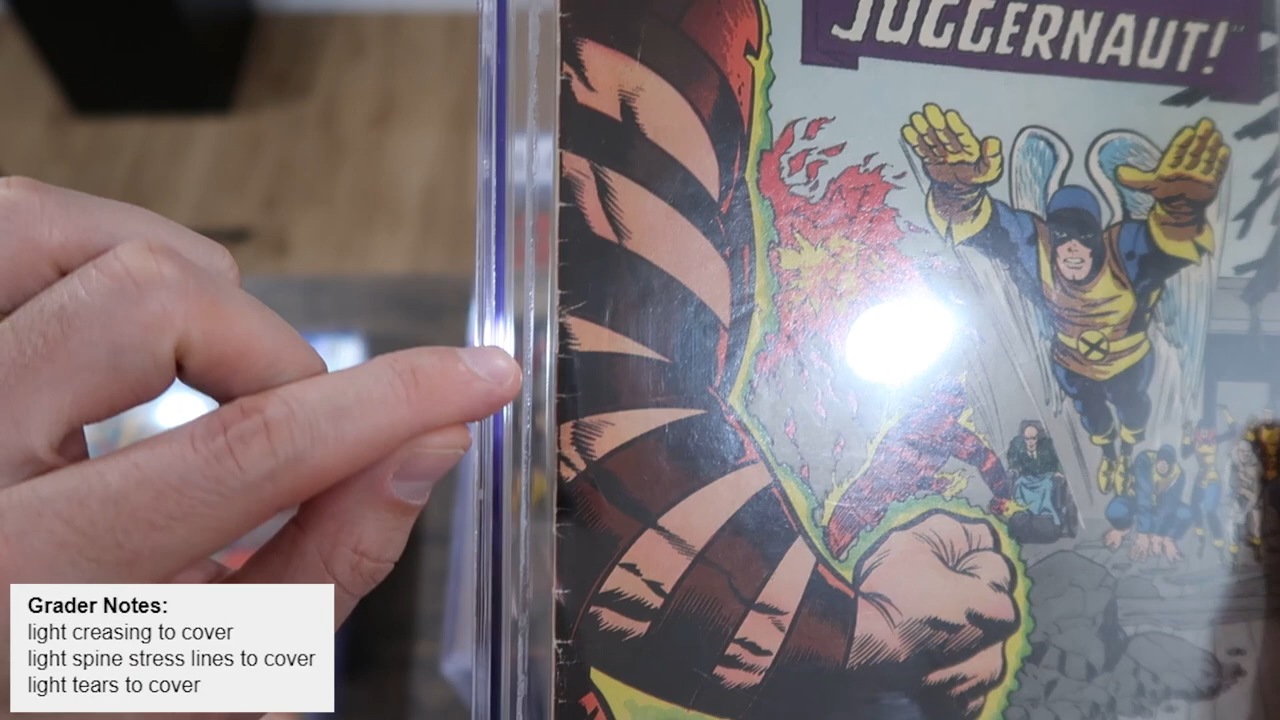 JUGGERNAUT!"
Grader Notes:
light creasing to cover
light spine stress lines to cover
light tears to cover